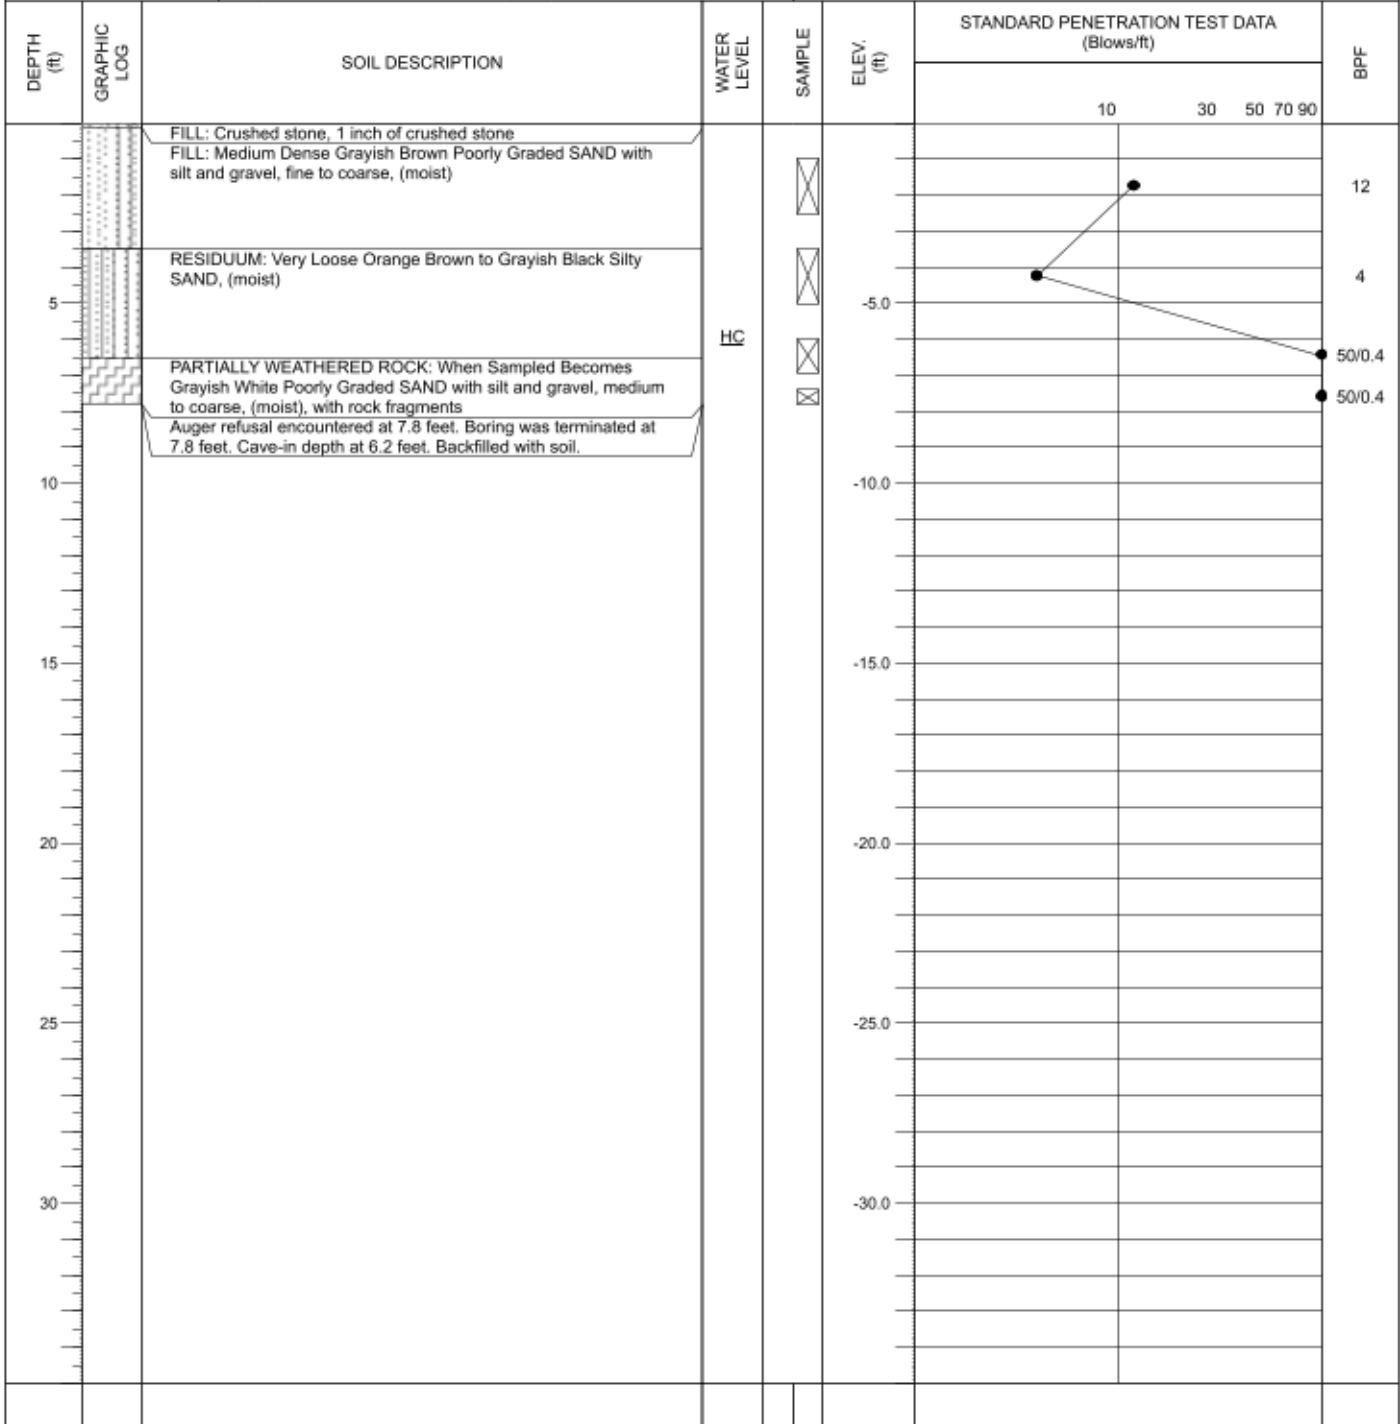 DEPTH
(ft)
GRAPHIC
LOG
SOIL DESCRIPTION
WATER
LEVEL
SAMPLE
ELEV.
(ft)
STANDARD PENETRATION TEST DATA
(Blows/ft)
10 30 50 70 90
BPF
FILL: Crushed stone, 1 inch of crushed stone
FILL: Medium Dense Grayish Brown Poorly Graded SAND with
silt and gravel, fine to coarse, (moist)
12
RESIDUUM: Very Loose Orange Brown to Grayish Black Silty
SAND, (moist)
4
5
-5.0
HC
50/0.4
PARTIALLY WEATHERED ROCK: When Sampled Becomes
Grayish White Poorly Graded SAND with silt and gravel, medium
to coarse, (moist), with rock fragments
50/0.4
Auger refusal encountered at 7.8 feet. Boring was terminated at
7.8 feet. Cave-in depth at 6.2 feet. Backfilled with soil.
10
-10.0
15
-15.0
20
-20.0
25
-25.0
30
-30.0